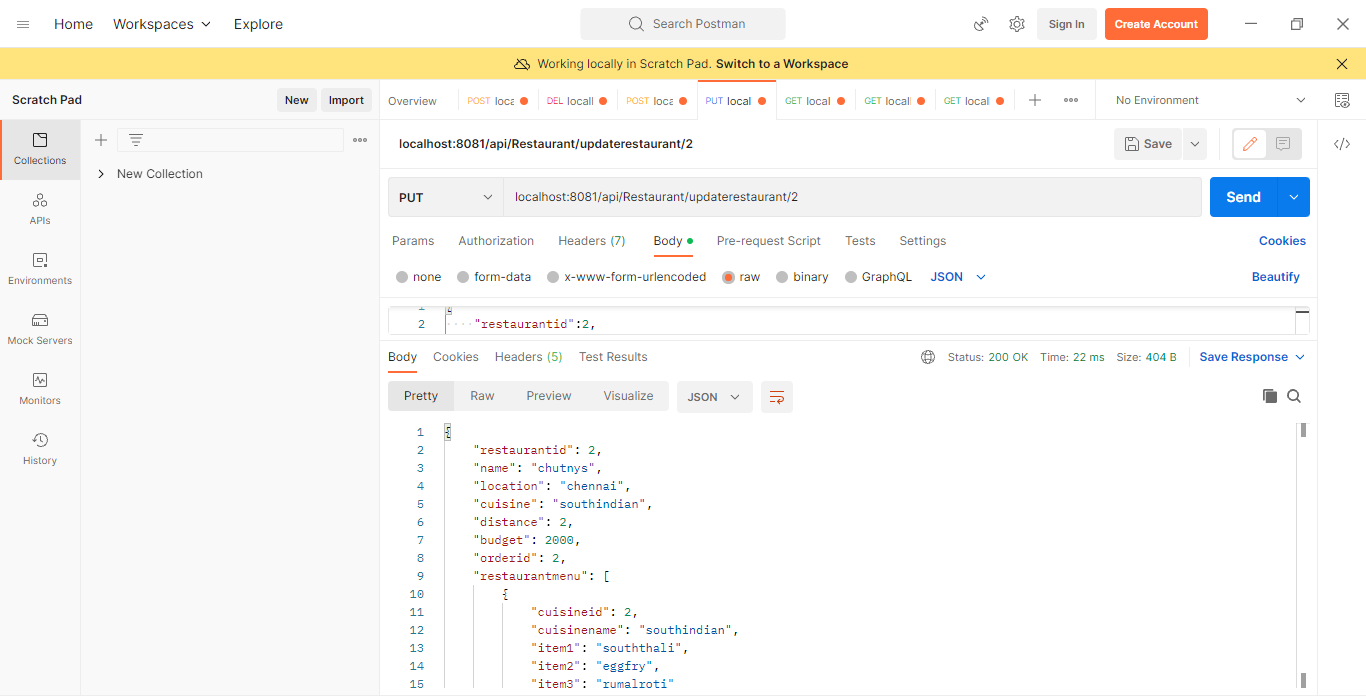 Home Workspaces Explore Search Postman Sign In Create Account
Working locally in Scratch Pad. Switch to a Workspace
Scratch Pad New Import Overview POST loca DEL locall POST loca PUT local GET local GET locall GET local No Environment
Collections
APIs
Environments
Mock Servers
Monitors
History
New Collection
localhost:8081/api/Restaurant/updaterestaurant/2 Save
PUT localhost:8081/api/Restaurant/updaterestaurant/2 Send
Params Authorization Headers (7) Body Pre-request Script Tests Settings Cookies
none form-data x-www-form-urlencoded raw binary GraphQL JSON Beautify
2 "restaurantid":2,
Body Cookies Headers (5) Test Results Status: 200 OK Time: 22 ms Size: 404 B Save Response
Pretty Raw Preview Visualize JSON
1 {
2 "restaurantid": 2,
3 "name": "chutnys",
4 "location": "chennai",
5 "cuisine": "southindian",
6 "distance": 2,
7 "budget": 2000,
8 "orderid": 2,
9 "restaurantmenu": [
10 {
11 "cuisineid": 2,
12 "cuisinename": "southindian",
13 "item1": "souththali",
14 "item2": "eggfry",
15 "item3": "rumalroti"